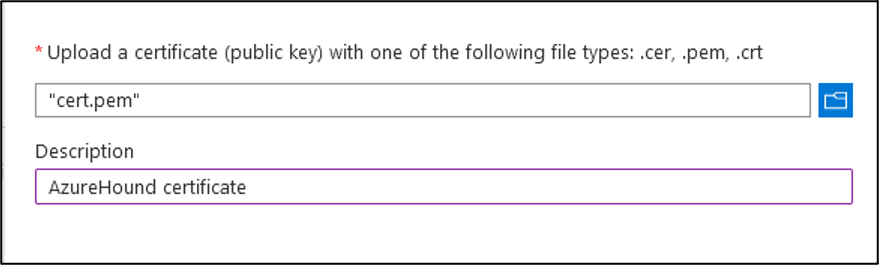 * Upload a certificate (public key) with one of the following file types: .cer, .pem, .crt
"cert.pem"
Description
AzureHound certificate